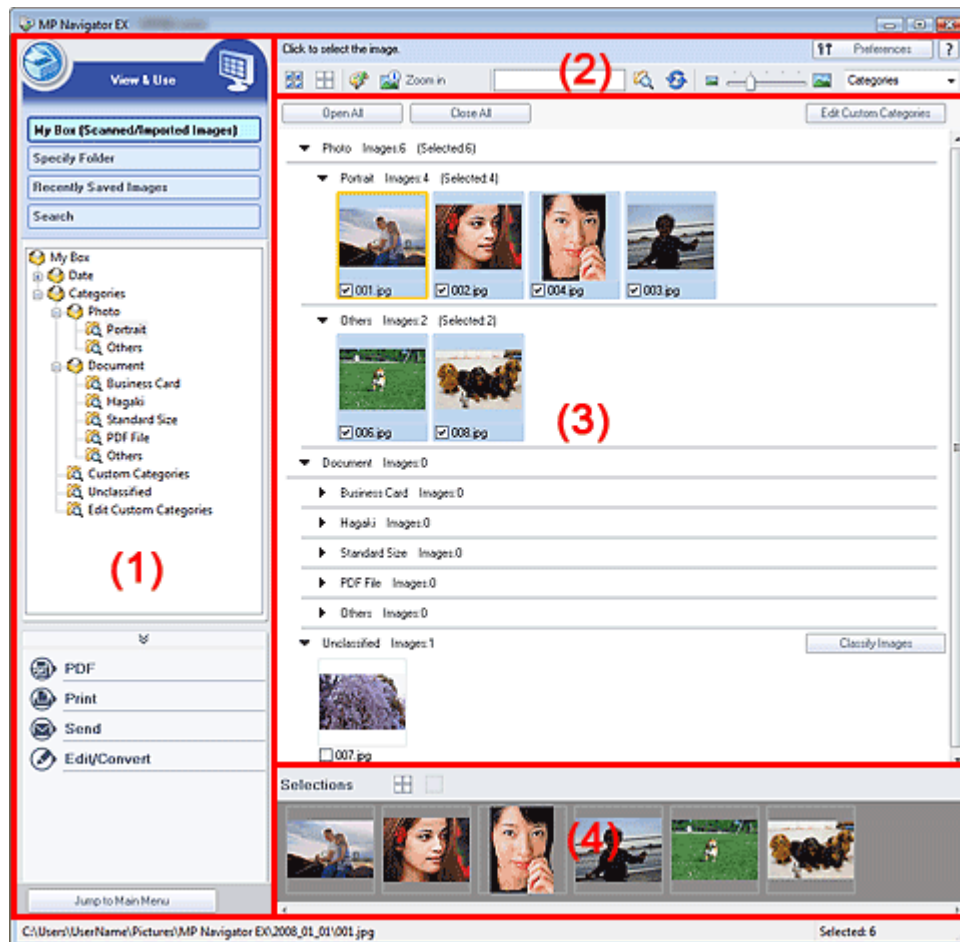 MP Navigator EX
View & Use
My Box (Scanned/Imported Images)
Specify Folder
Recently Saved Images
Search
My Box
Date
Categories
Photo
Portrait
Others
Document
Business Card
Hagaki
Standard Size
PDF File
Others
Custom Categories
Unclassified
Edit Custom Categories
(1)
PDF
Print
Send
Edit/Convert
Jump to Main Menu
Click to select the image.
Preferences
?
Zoom in
(2)
Categories
Open All
Close All
Edit Custom Categories
Photo Images:6 (Selected:6)
Portrait Images:4 (Selected:4)
001.jpg
002.jpg
004.jpg
003.jpg
Others Images:2 (Selected:2)
006.jpg
008.jpg
(3)
Document Images:0
Business Card Images:0
Hagaki Images:0
Standard Size Images:0
PDF File Images:0
Others Images:0
Unclassified Images:1
Classify Images
007.jpg
Selections
(4)
C:\Users\UserName\Pictures\MP Navigator EX\2008_01_01\001.jpg
Selected: 6